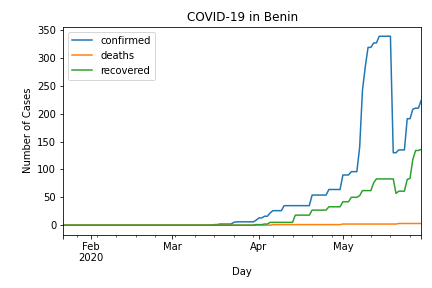 COVID-19 in Benin
350
300
250
200
150
100
50
0
Number of Cases
confirmed
deaths
recovered
Feb
2020
Mar
Apr
May
Day